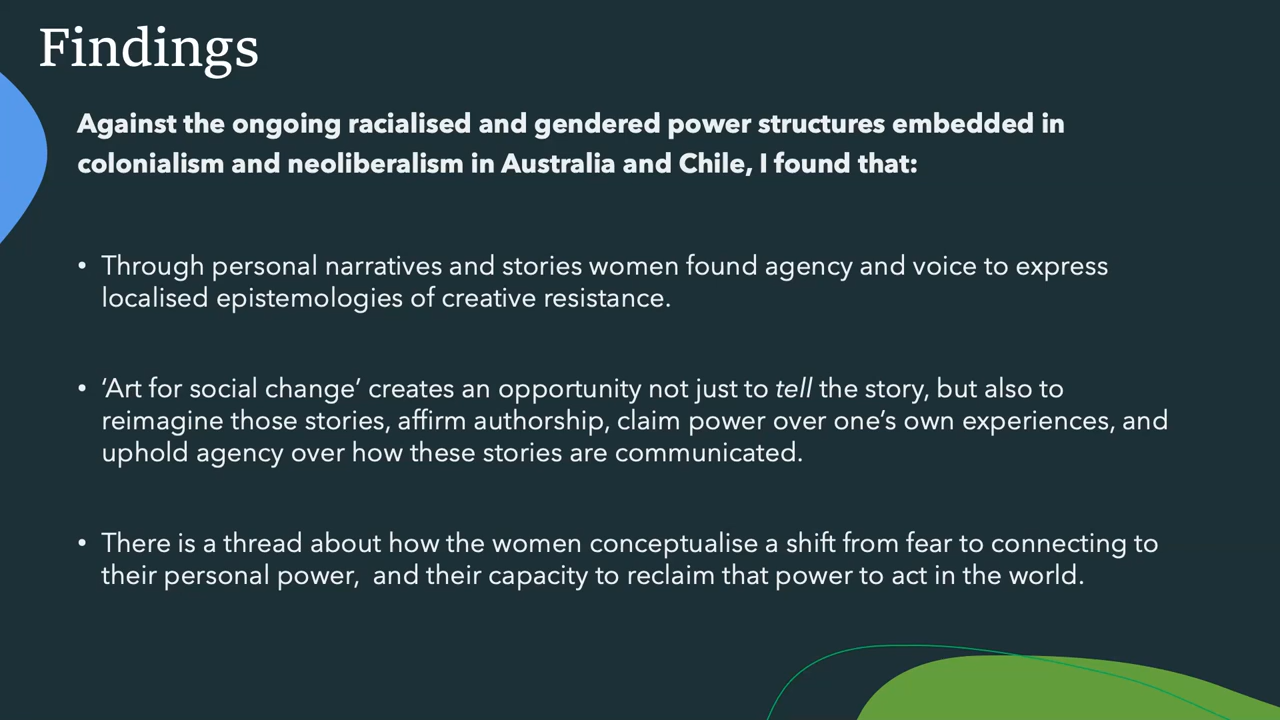 Findings
Against the ongoing racialised and gendered power structures embedded in
colonialism and neoliberalism in Australia and Chile, I found that:
• Through personal narratives and stories women found agency and voice to express
localised epistemologies of creative resistance.
• ‘Art for social change’ creates an opportunity not just to tell the story, but also to
reimagine those stories, affirm authorship, claim power over one’s own experiences, and
uphold agency over how these stories are communicated.
• There is a thread about how the women conceptualise a shift from fear to connecting to
their personal power,  and their capacity to reclaim that power to act in the world.